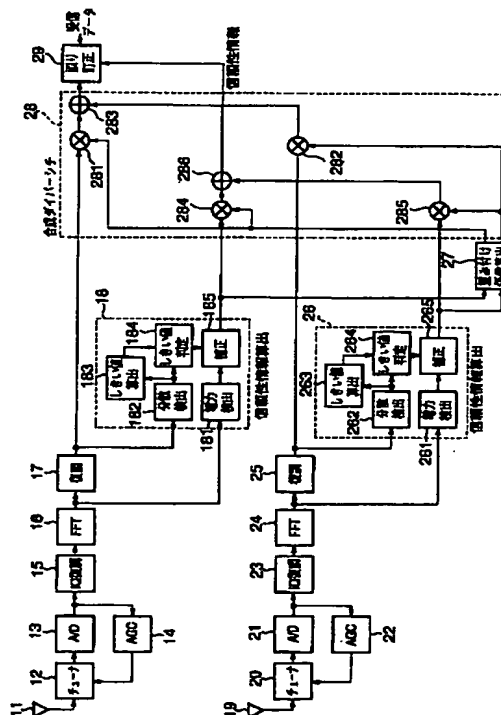 11
12
チューナ
13
A/D
AGC
14
15
IQ復調
16
FFT
17
復調
18
183
しきい値
算出
184
しきい値
判定
182
分散
検出
185
補正
181
電力
検出
信頼性情報算出
19
20
チューナ
21
A/D
AGC
22
23
IQ復調
24
FFT
25
復調
26
263
しきい値
算出
264
しきい値
判定
262
分散
検出
265
補正
261
電力
検出
信頼性情報算出
27
重み付け
係数算出
28
合成ダイバーシチ
281
283
282
286
284
285
信頼性情報
29
誤り
訂正
受信
データ